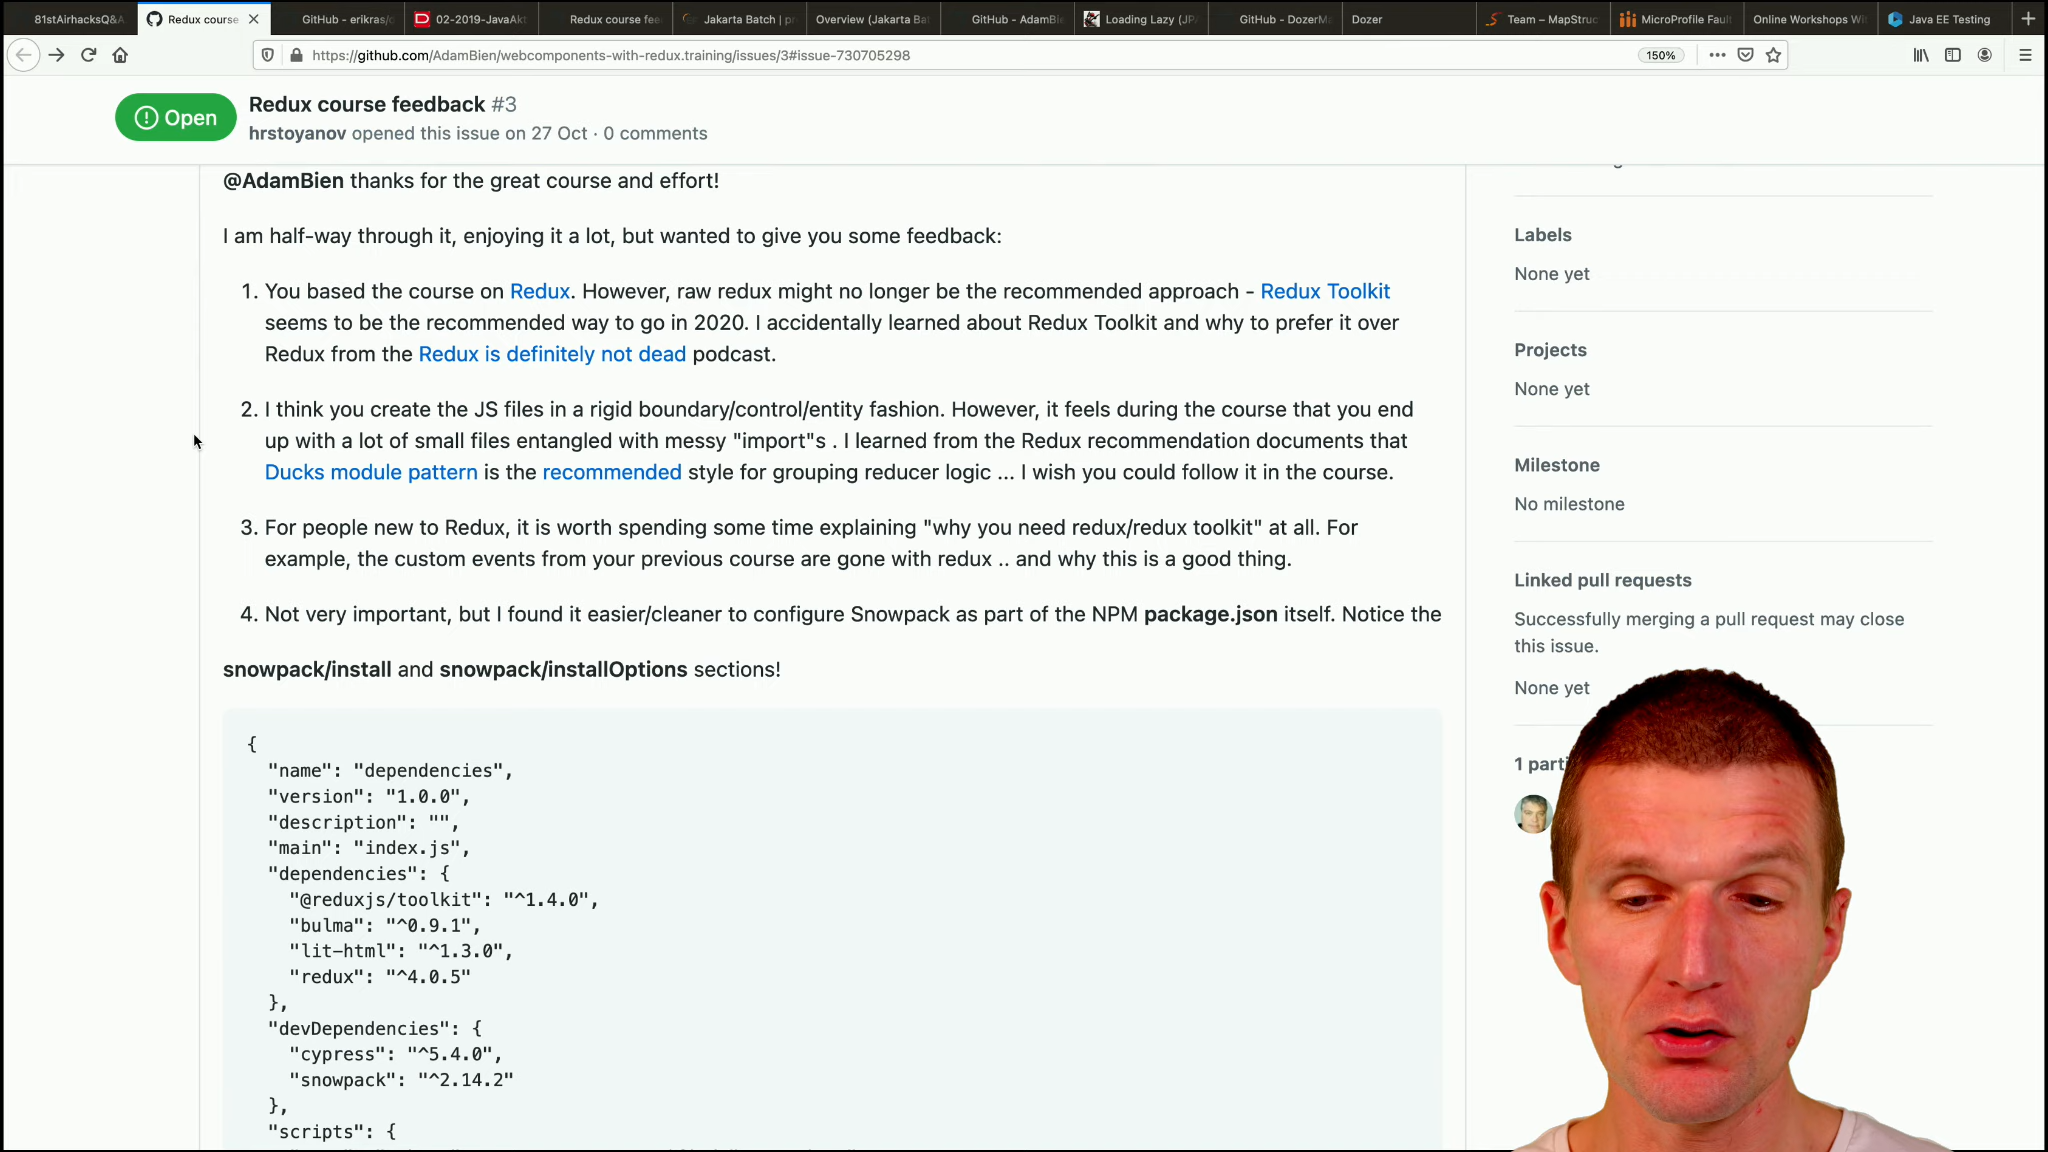 81stAirhacksQ&A
Redux course
GitHub - erikras/d
02-2019-JavaAkt
Redux course fee
Jakarta Batch | pr
Overview (Jakarta Bat
GitHub - AdamBie
Loading Lazy (JPA
GitHub - DozerMa
Dozer
Team – MapStruc
MicroProfile Fault
Online Workshops Wi
Java EE Testing
https://github.com/AdamBien/webcomponents-with-redux.training/issues/3#issue-730705298
150%
Open
Redux course feedback #3
hrstoyanov opened this issue on 27 Oct · 0 comments
@AdamBien thanks for the great course and effort!
I am half-way through it, enjoying it a lot, but wanted to give you some feedback:
1. You based the course on Redux. However, raw redux might no longer be the recommended approach - Redux Toolkit
seems to be the recommended way to go in 2020. I accidentally learned about Redux Toolkit and why to prefer it over
Redux from the Redux is definitely not dead podcast.
2. I think you create the JS files in a rigid boundary/control/entity fashion. However, it feels during the course that you end
up with a lot of small files entangled with messy "import"s . I learned from the Redux recommendation documents that
Ducks module pattern is the recommended style for grouping reducer logic ... I wish you could follow it in the course.
3. For people new to Redux, it is worth spending some time explaining "why you need redux/redux toolkit" at all. For
example, the custom events from your previous course are gone with redux .. and why this is a good thing.
4. Not very important, but I found it easier/cleaner to configure Snowpack as part of the NPM package.json itself. Notice the
snowpack/install and snowpack/installOptions sections!
{
"name": "dependencies",
"version": "1.0.0",
"description": "",
"main": "index.js",
"dependencies": {
"@reduxjs/toolkit": "^1.4.0",
"bulma": "^0.9.1",
"lit-html": "^1.3.0",
"redux": "^4.0.5"
},
"devDependencies": {
"cypress": "^5.4.0",
"snowpack": "^2.14.2"
},
"scripts": {
Labels
None yet
Projects
None yet
Milestone
No milestone
Linked pull requests
Successfully merging a pull request may close
this issue.
None yet
1 parti